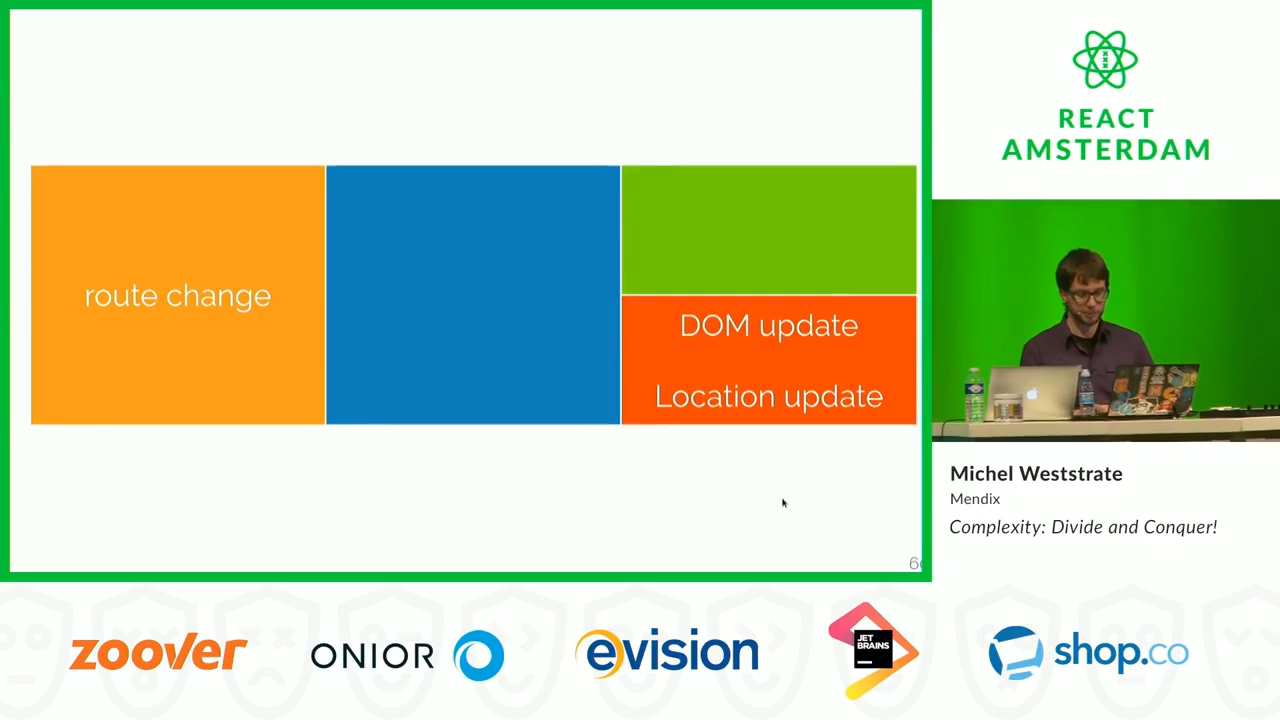 route change
DOM update
Location update
REACT
AMSTERDAM
Michel Weststrate
Mendix
Complexity: Divide and Conquer!
zoover
ONIOR
evision
JET
BRAINS
shop.co